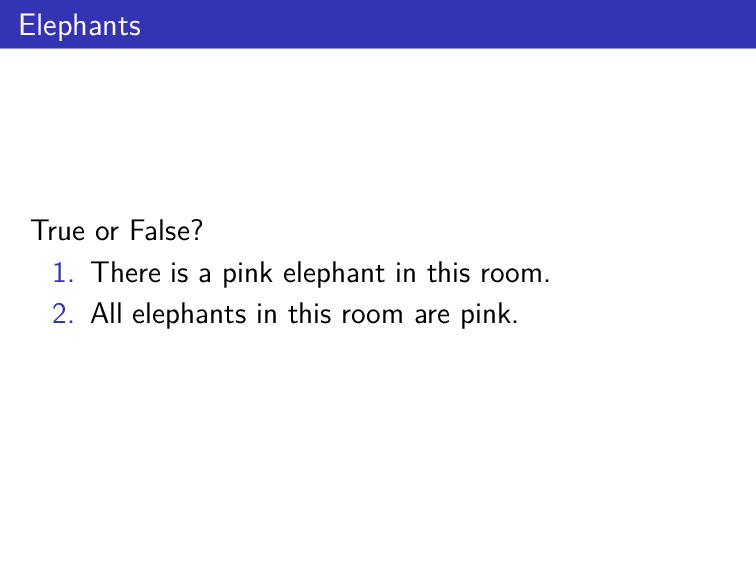 Elephants
True or False?
1. There is a pink elephant in this room.
2. All elephants in this room are pink.